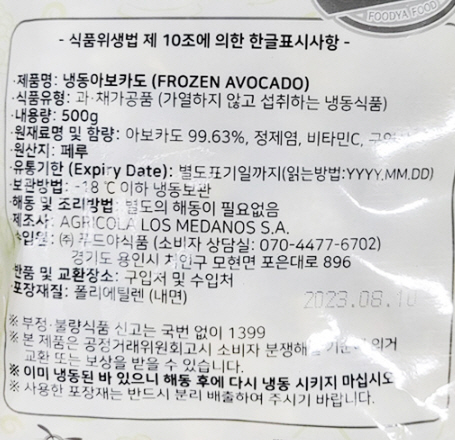 FOODYA FOOD
- 식품위생법 제 10조에 의한 한글표시사항 -
·제품명: 냉동아보카도 (FROZEN AVOCADO)
·식품유형: 과·채가공품 (가열하지 않고 섭취하는 냉동식품)
·내용량: 500g
·원재료명 및 함량: 아보카도 99.63%, 정제염, 비타민C,
·원산지: 페루
·유통기한 (Expiry Date): 별도표기일까지(읽는방법:YYYY.MM.DD)
·보관방법: -18℃ 이하 냉동보관
·해동 및 조리방법: 별도의 해동이 필요없음
제조사: AGRICOLA LOS MEDANOS S.A.
수입원: ㈜ 푸드야식품 (소비자 상담실: 070-4477-6702)
경기도 용인시 처인구 모현면 포은대로 896
반품 및 교환장소: 구입처 및 수입처
포장재질: 폴리에틸렌 (내면)
2023.08.10
※ 부정·불량식품 신고는 국번 없이 1399
※ 본 제품은 공정거래위원회고시 소비자 분쟁해결 기준에 의거
교환 또는 보상을 받을 수 있습니다.
※ 이미 냉동된 바 있으니 해동 후에 다시 냉동 시키지 마십시오
※ 사용한 포장재는 반드시 분리 배출하여 주시기 바랍니다.